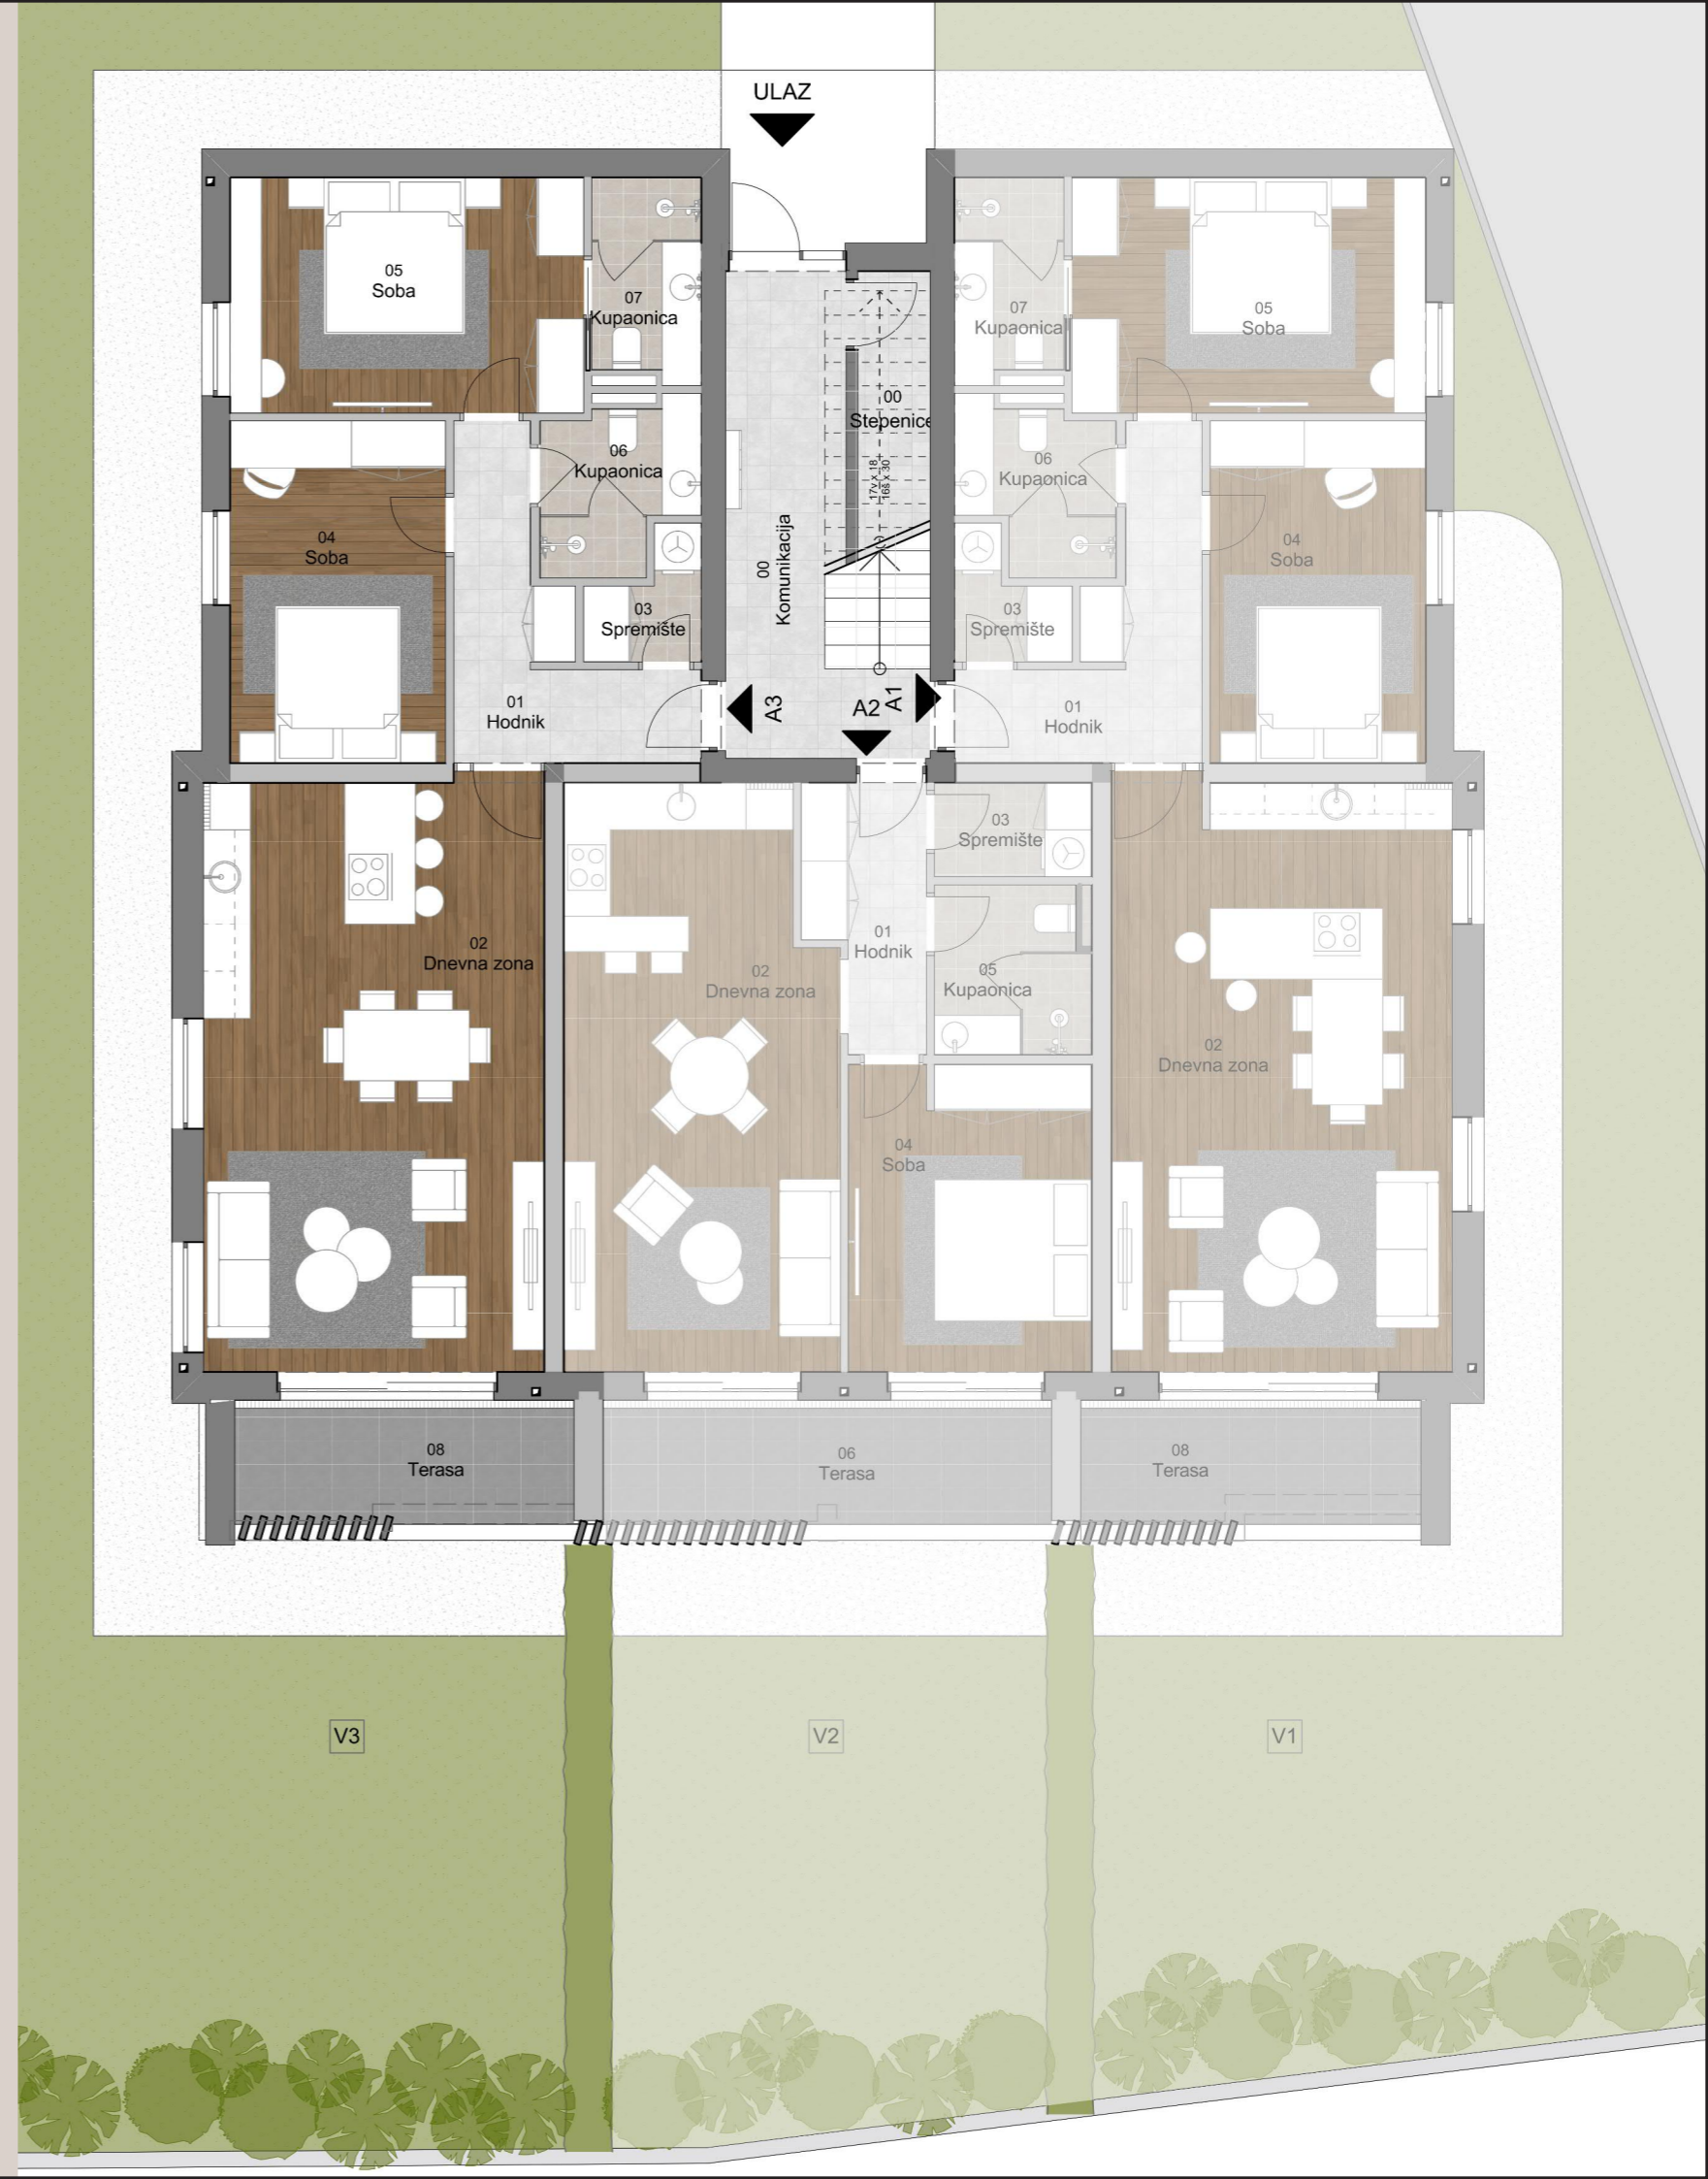 ULAZ
05
Soba
07
Kupaonica
07
Kupaonica
05
Soba
00
Stepenice
17v x 18
16š x 30
06
Kupaonica
06
Kupaonica
04
Soba
04
Soba
00
Komunikacija
03
Spremište
03
Spremište
01
Hodnik
A3
A2
A1
01
Hodnik
03
Spremište
02
Dnevna zona
01
Hodnik
02
Dnevna zona
05
Kupaonica
02
Dnevna zona
04
Soba
08
Terasa
06
Terasa
08
Terasa
V3
V2
V1